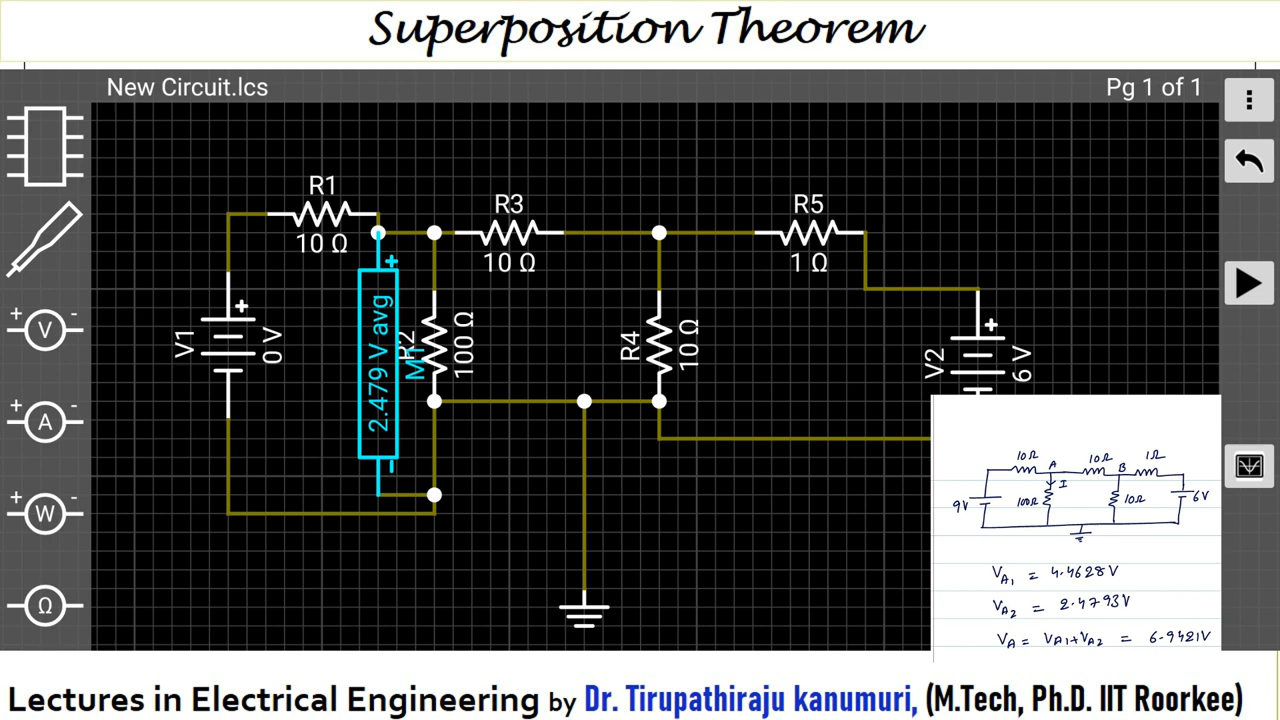 Superposition Theorem
New Circuit.lcs
Pg 1 of 1
R1
10 Ω
R3
10 Ω
R5
1 Ω
V1
0 V
2.479 V avg
M1
R2
100 Ω
R4
10 Ω
V2
6 V
+ V -
+ A -
+ W -
Ω
10Ω A 10Ω B 1Ω
I
9V 100Ω 10Ω 6V
VA1 = 4.4628V
VA2 = 2.4793V
VA = VA1+VA2 = 6.9421V
Lectures in Electrical Engineering by Dr. Tirupathiraju kanumuri, (M.Tech, Ph.D. IIT Roorkee)